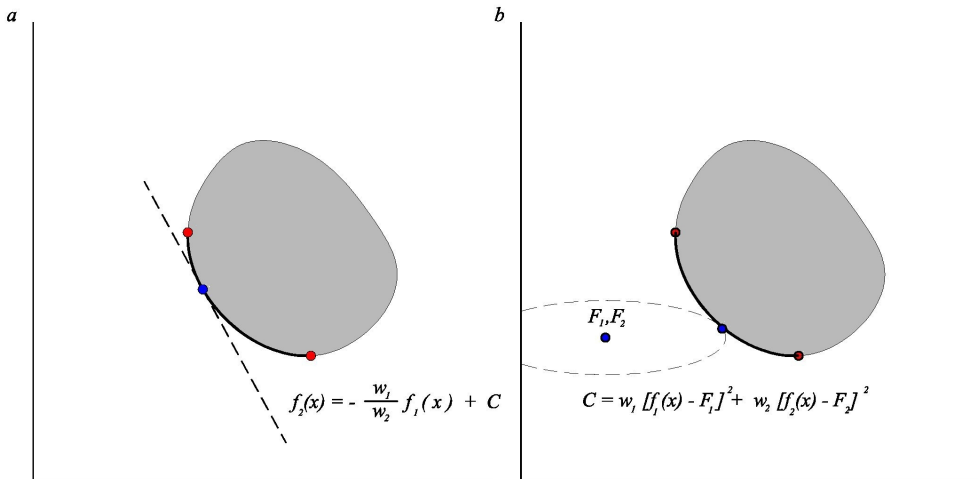 a
b
f₂(x) = - w₁/w₂ f₁(x) + C
F₁,F₂
C = w₁ [f₁(x) - F₁]² + w₂ [f₂(x) - F₂]²